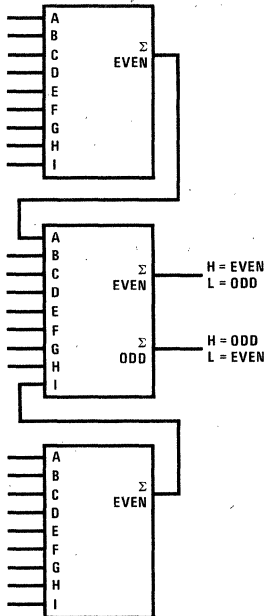 A
B
C
D
E
F
G
H
I
Σ
EVEN
A
B
C
D
E
F
G
H
I
Σ
EVEN
Σ
ODD
H = EVEN
L = ODD
H = ODD
L = EVEN
A
B
C
D
E
F
G
H
I
Σ
EVEN